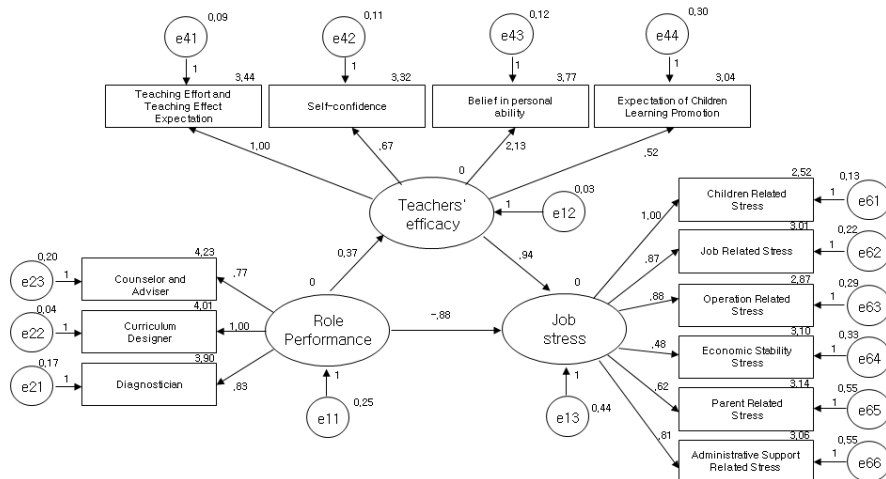 0,09
0,11
0,12
0,30
e41
e42
e43
e44
1
1
1
1
3,44
3,32
3,77
3,04
Teaching Effort and
Teaching Effect
Expectation
Self-confidence
Belief in personal
ability
Expectation of Children
Learning Promotion
1,00
,67
2,13
,52
0
Teachers'
efficacy
1
0,03
e12
2,52
0,13
Children Related
Stress
1
e61
3,01
0,22
Job Related Stress
1
e62
2,87
0,29
Operation Related
Stress
1
e63
3,10
0,33
Economic Stability
Stress
1
e64
3,14
0,55
Parent Related
Stress
1
e65
3,06
0,55
Administrative Support
Related Stress
1
e66
1,00
,87
,88
,48
,62
,81
0,37
,94
0
Role
Performance
-,88
0
Job
stress
0,20
e23
1
4,23
Counselor and
Adviser
,77
0,04
e22
1
4,01
Curriculum
Designer
1,00
0,17
e21
1
3,90
Diagnostician
,83
1
0,25
e11
1
0,44
e13